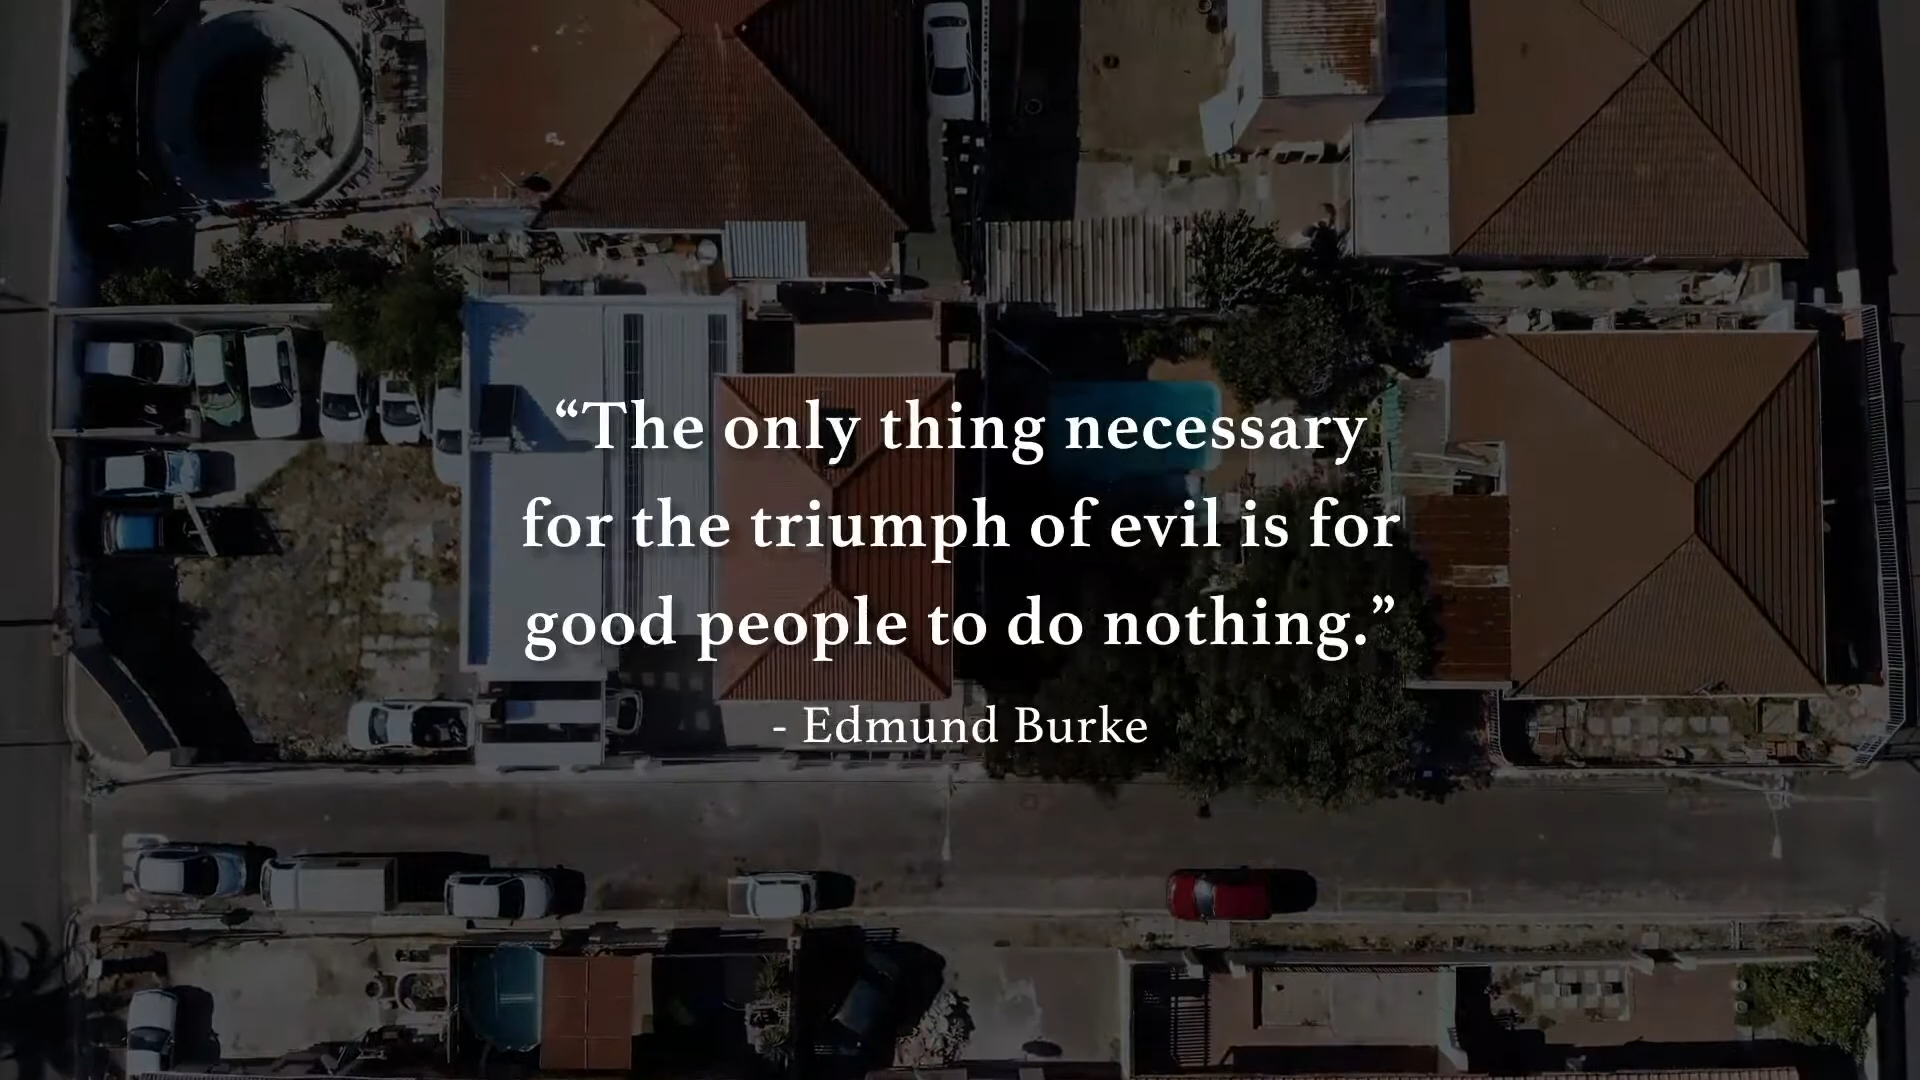 “The only thing necessary
for the triumph of evil is for
good people to do nothing.”
- Edmund Burke